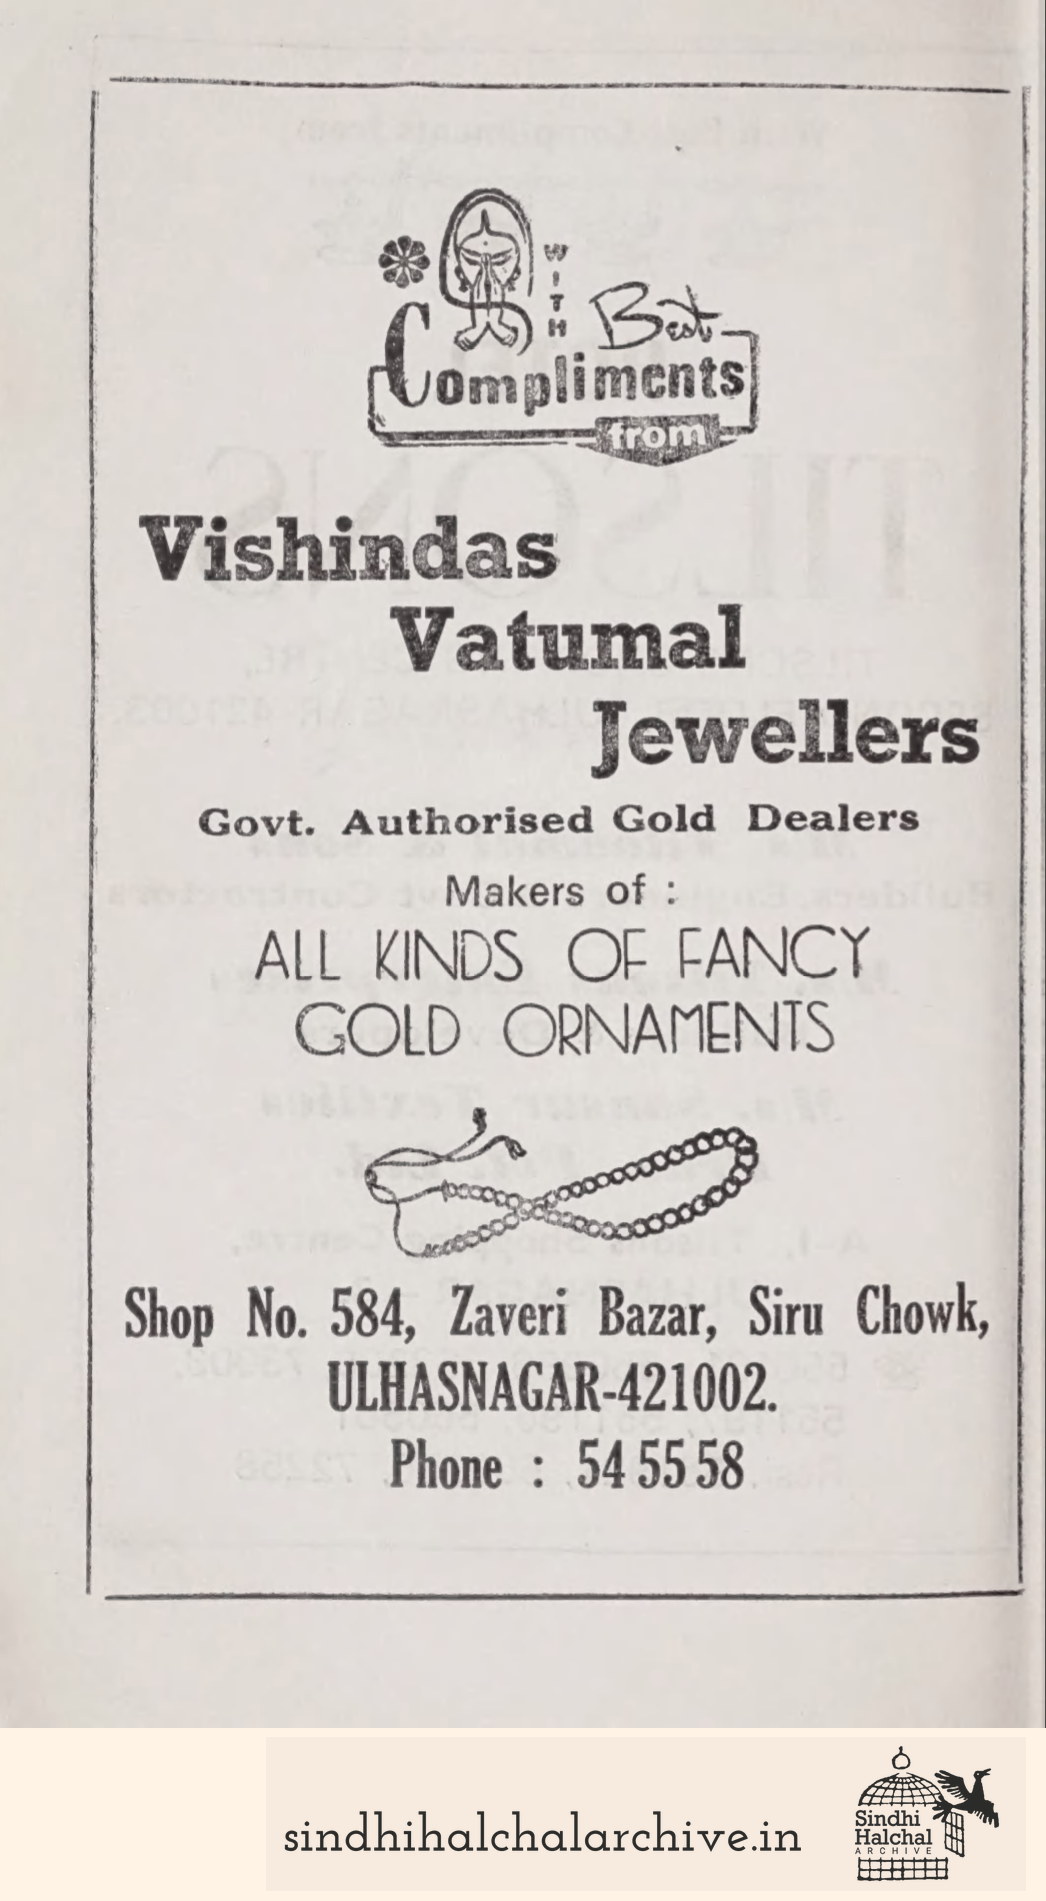 WITH Best
Compliments
from
Vishindas
Vatumal
Jewellers
Govt. Authorised Gold Dealers
Makers of :
ALL KINDS OF FANCY
GOLD ORNAMENTS
Shop No. 584, Zaveri Bazar, Siru Chowk,
ULHASNAGAR-421002.
Phone : 54 55 58
sindhihalchalarchive.in
Sindhi
Halchal
ARCHIVE